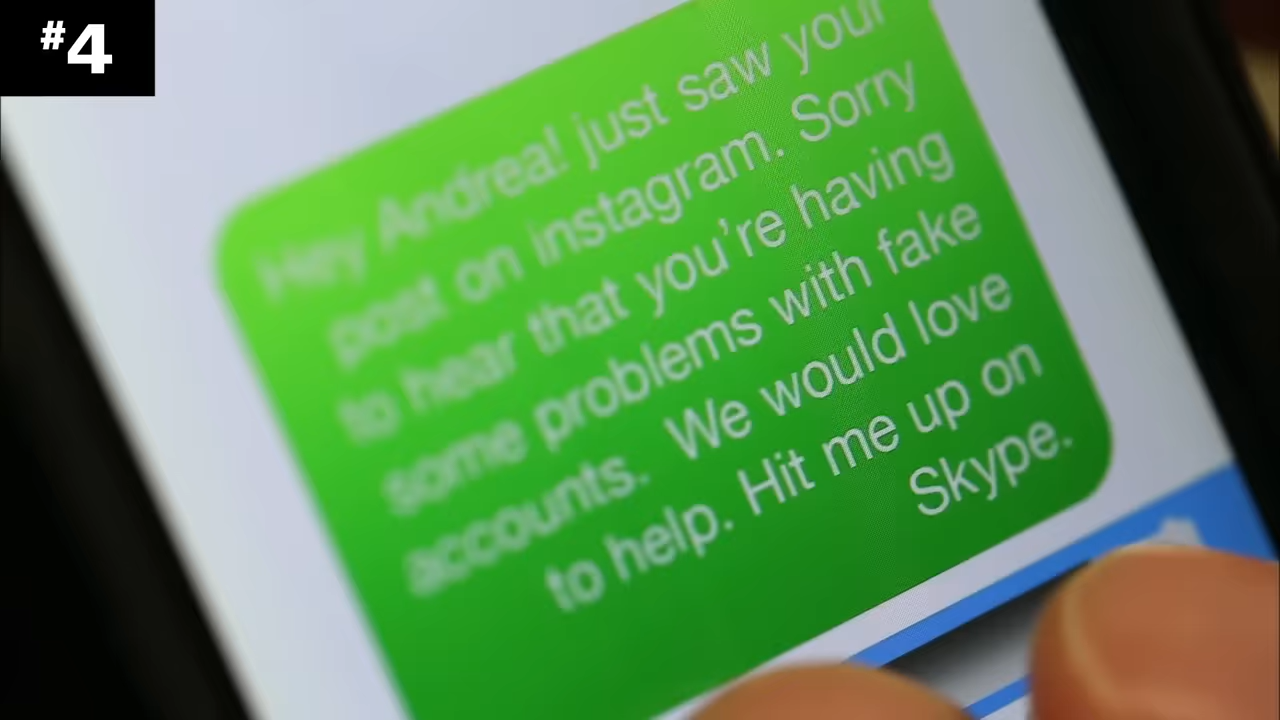 #4
Hey Andrea! just saw your
post on instagram. Sorry
to hear that you're having
some problems with fake
accounts. We would love
to help. Hit me up on
Skype.